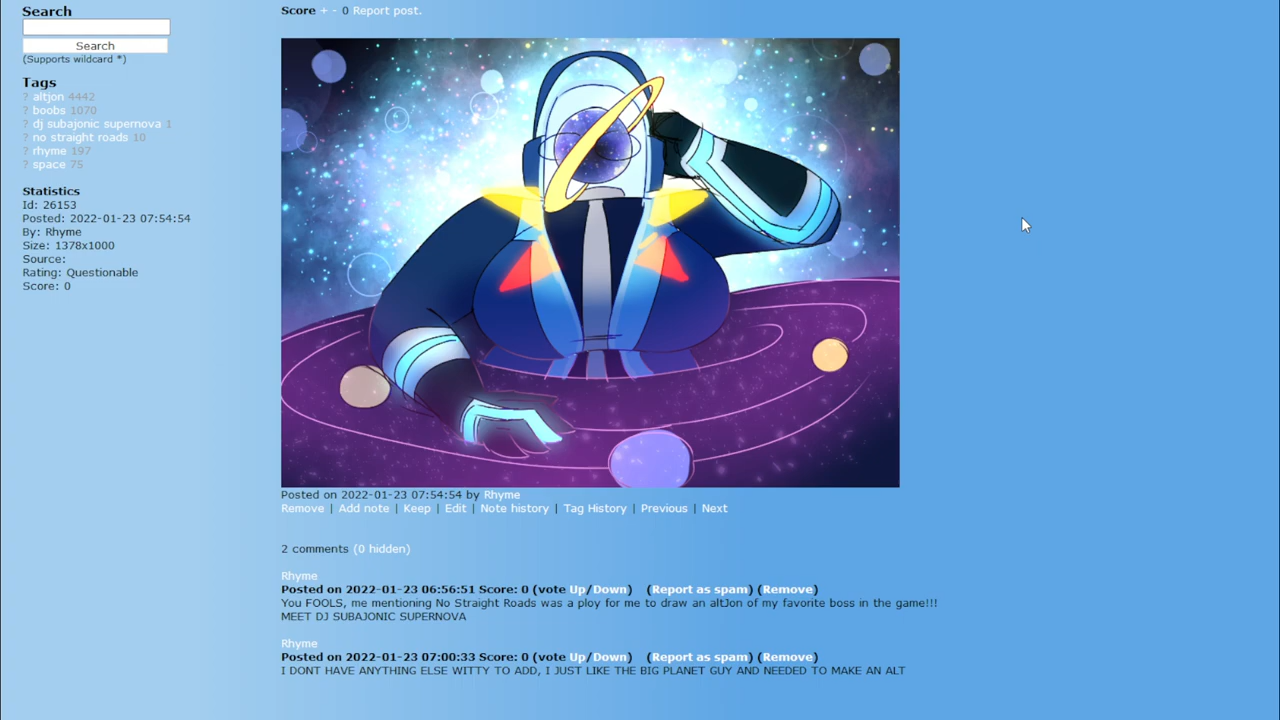 Search
Score + - 0 Report post.
Search
(Supports wildcard *)
Tags
? altjon 4442
? boobs 1070
? dj subajonic supernova 1
? no straight roads 10
? rhyme 197
? space 75
Statistics
Id: 26153
Posted: 2022-01-23 07:54:54
By: Rhyme
Size: 1378x1000
Source:
Rating: Questionable
Score: 0
Posted on 2022-01-23 07:54:54 by Rhyme
Remove | Add note | Keep | Edit | Note history | Tag History | Previous | Next
2 comments (0 hidden)
Rhyme
Posted on 2022-01-23 06:56:51 Score: 0 (vote Up/Down) (Report as spam) (Remove)
You FOOLS, me mentioning No Straight Roads was a ploy for me to draw an altJon of my favorite boss in the game!!!
MEET DJ SUBAJONIC SUPERNOVA
Rhyme
Posted on 2022-01-23 07:00:33 Score: 0 (vote Up/Down) (Report as spam) (Remove)
I DONT HAVE ANYTHING ELSE WITTY TO ADD, I JUST LIKE THE BIG PLANET GUY AND NEEDED TO MAKE AN ALT